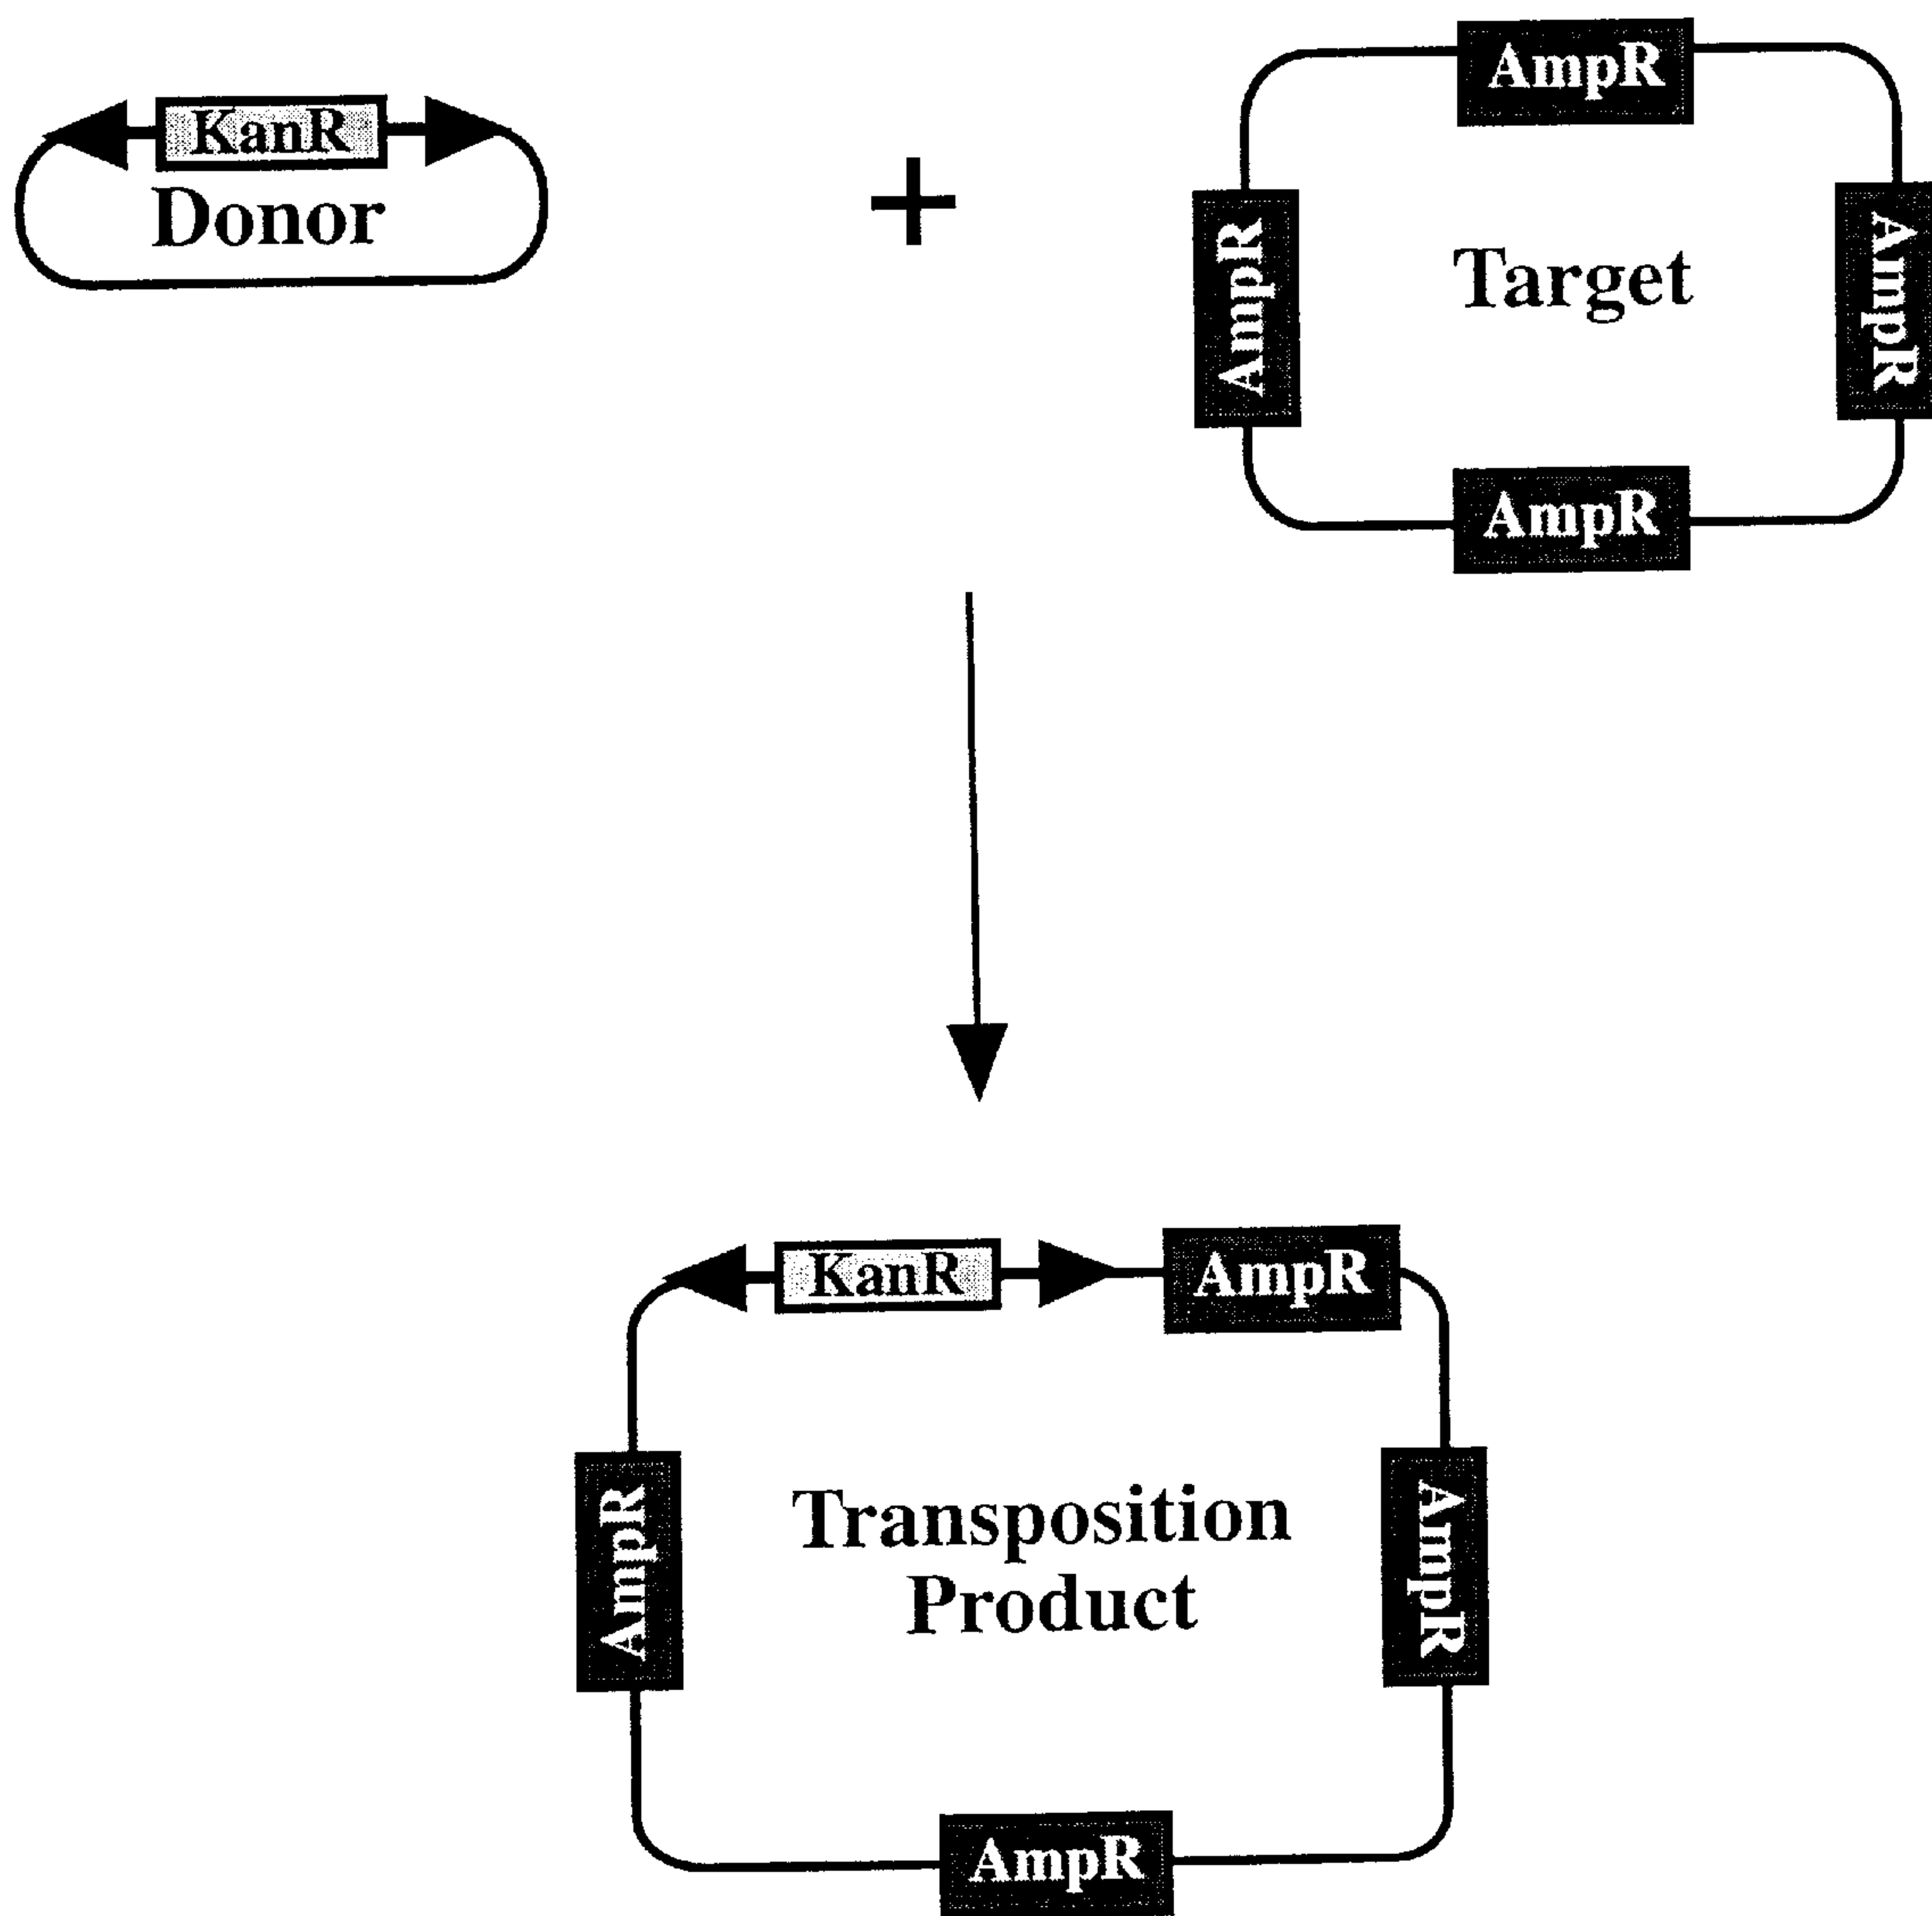 KanR
Donor
+
AmpR
AmpR
Target
AmpR
AmpR
KanR
AmpR
AmpR
Transposition
Product
AmpR
AmpR